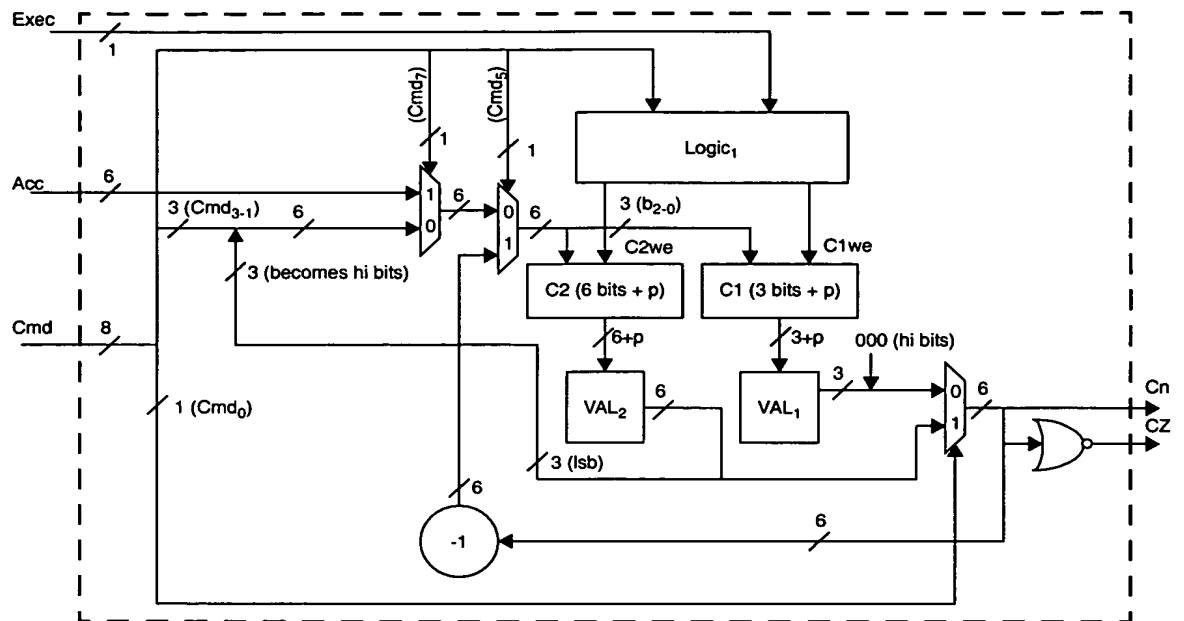 Exec
1
(Cmd₇)
(Cmd₅)
1
1
Logic₁
Acc
6
3 (Cmd₃₋₁)
6
1
0
6
0
1
6
3 (b₂₋₀)
C2we
C1we
3 (becomes hi bits)
C2 (6 bits + p)
C1 (3 bits + p)
Cmd
8
6+p
3+p
000 (hi bits)
1 (Cmd₀)
VAL₂
6
VAL₁
3
0
1
6
Cn
CZ
3 (lsb)
6
-1
6